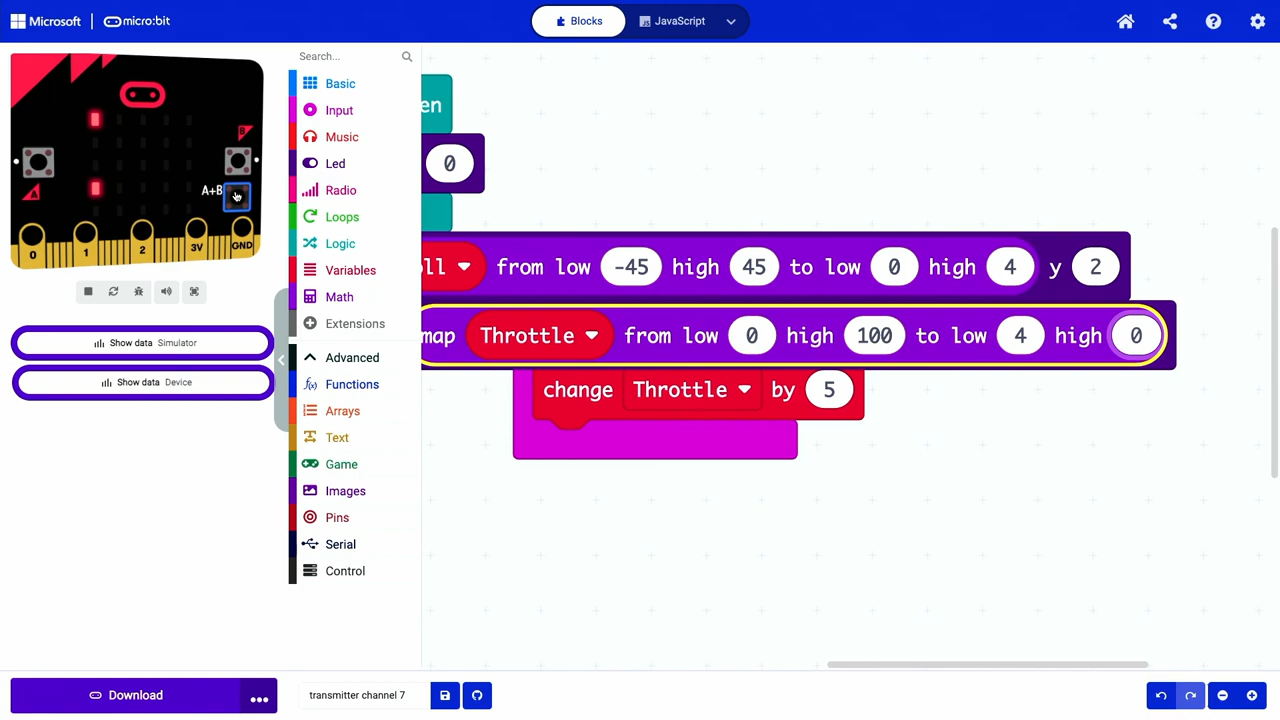 Microsoft micro:bit
Blocks
JavaScript
Search...
Basic
Input
Music
Led
Radio
Loops
Logic
Variables
Math
Extensions
Advanced
Functions
Arrays
Text
Game
Images
Pins
Serial
Control
B
A+B
A
0 1 2 3V GND
Show data Simulator
Show data Device
en
0
ll from low -45 high 45 to low 0 high 4 y 2
map Throttle from low 0 high 100 to low 4 high 0
change Throttle by 5
Download
transmitter channel 7